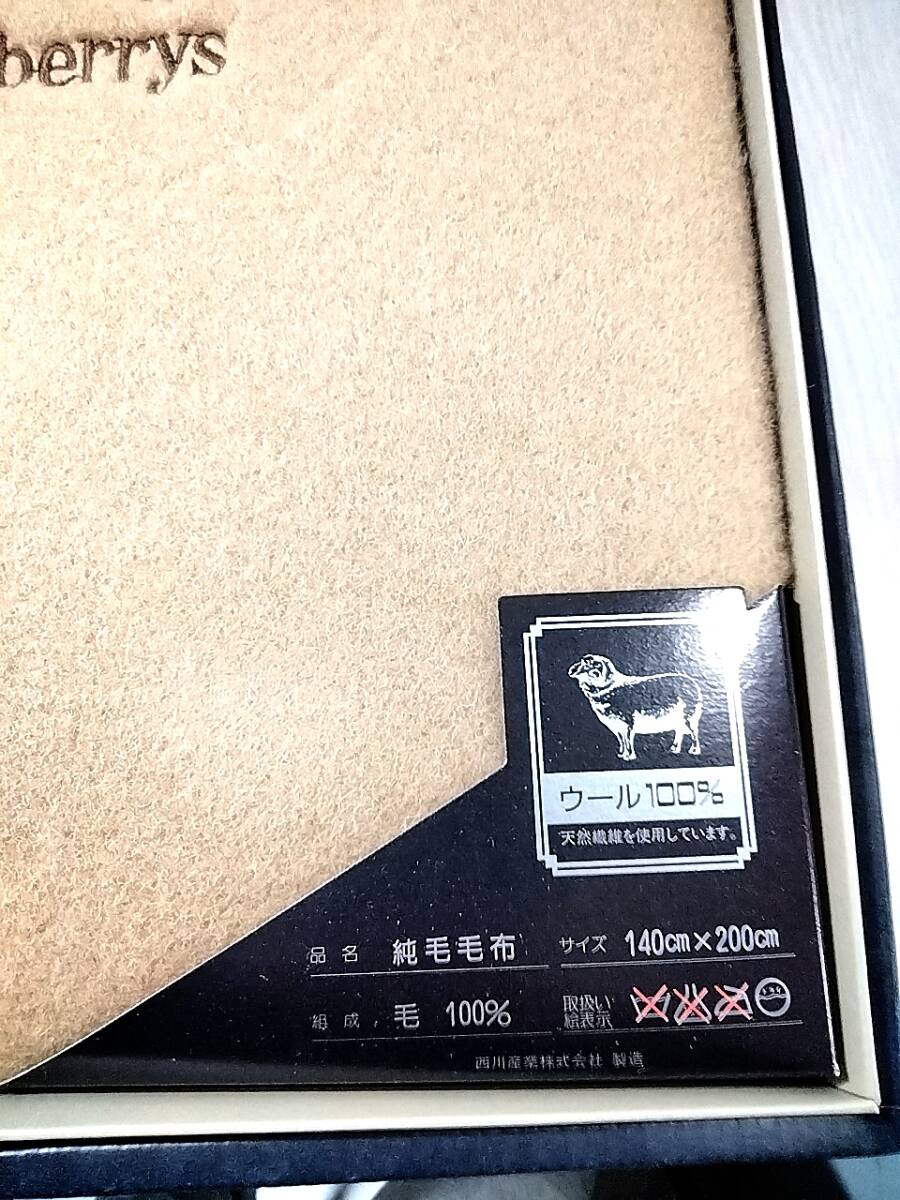 berrys
ウール100%
天然繊維を使用しています。
品名 純毛毛布 サイズ 140cm×200cm
組成 毛 100% 取扱い
絵表示
西川産業株式会社 製造